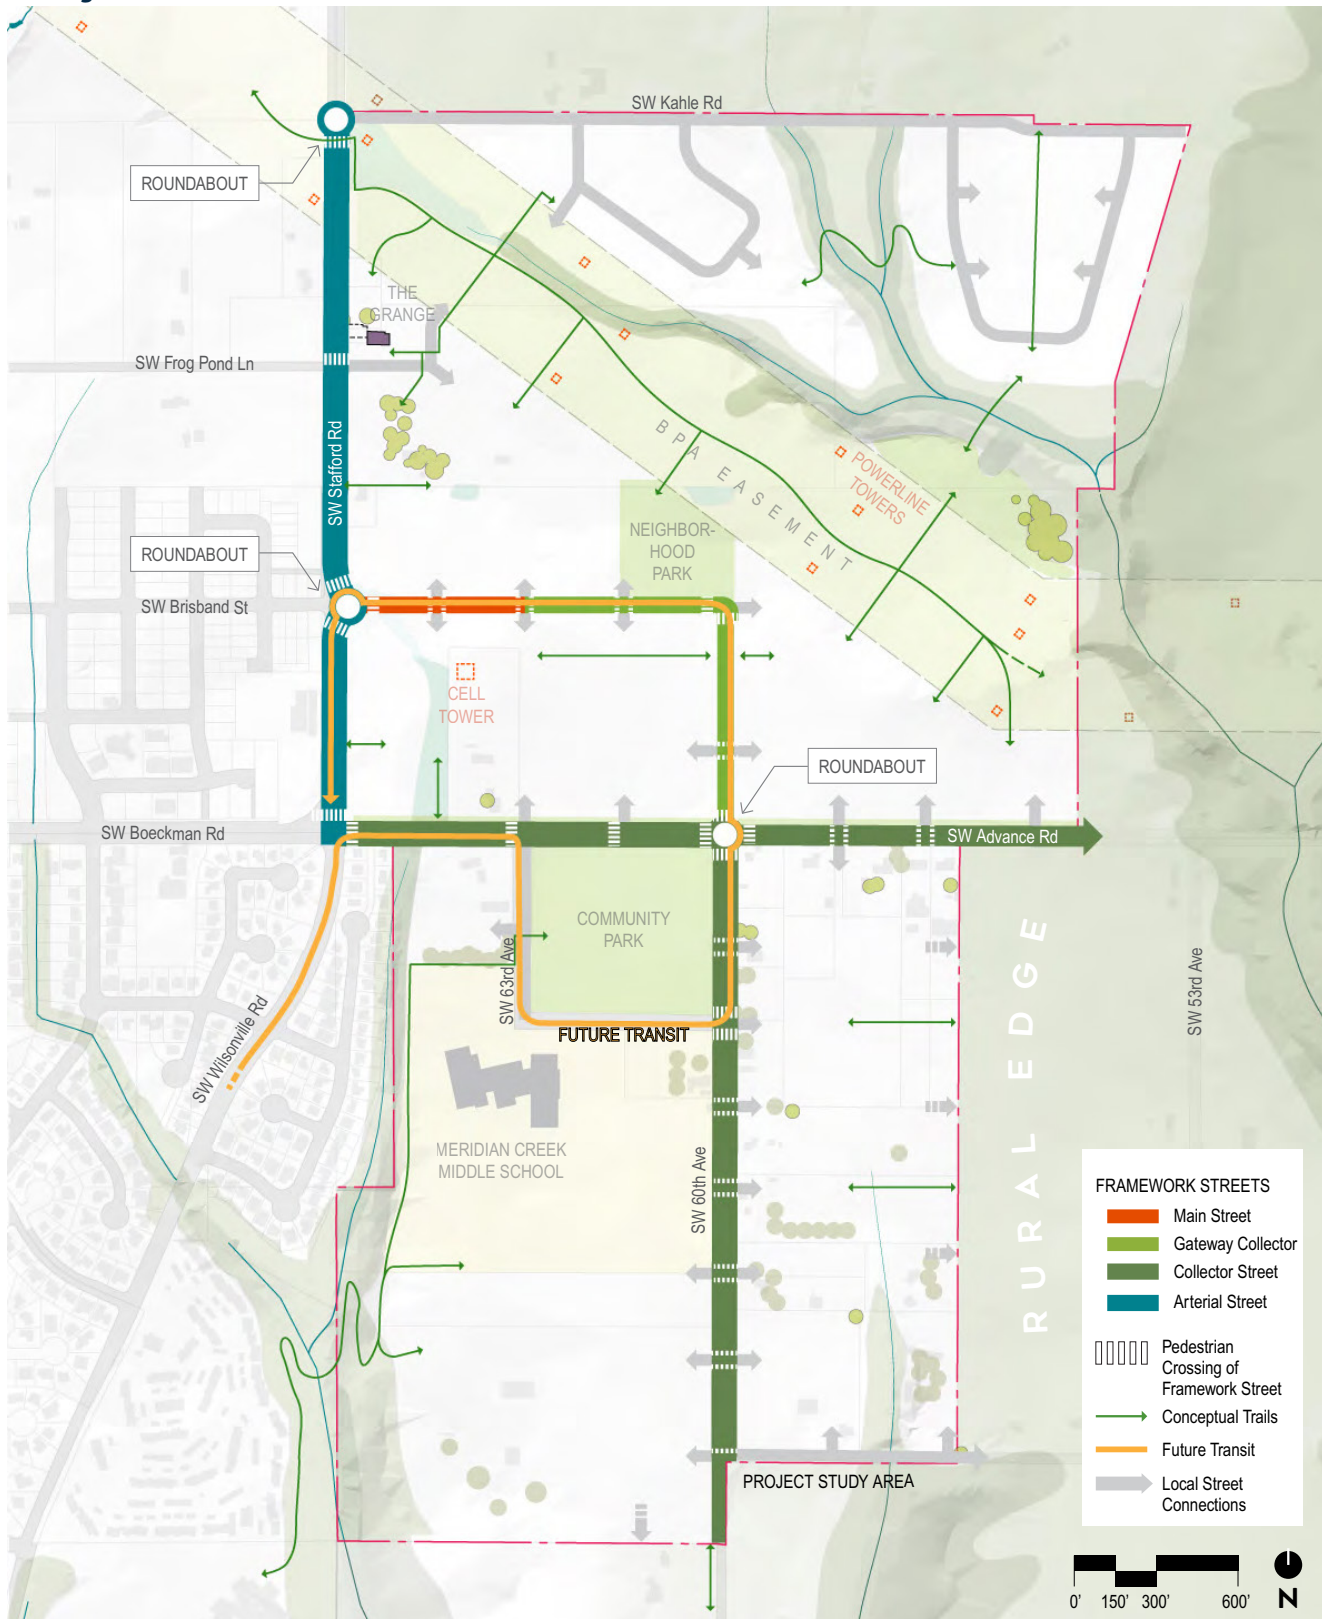 SW Kahle Rd
ROUNDABOUT
THE
GRANGE
SW Frog Pond Ln
SW Stafford Rd
BPA EASEMENT
POWERLINE
TOWERS
NEIGHBOR-
HOOD
PARK
ROUNDABOUT
SW Brisband St
CELL
TOWER
ROUNDABOUT
SW Boeckman Rd
SW Advance Rd
COMMUNITY
PARK
SW 63rd Ave
FUTURE TRANSIT
SW Wilsonville Rd
RURAL EDGE
SW 53rd Ave
MERIDIAN CREEK
MIDDLE SCHOOL
SW 60th Ave
PROJECT STUDY AREA
FRAMEWORK STREETS
Main Street
Gateway Collector
Collector Street
Arterial Street
Pedestrian
Crossing of
Framework Street
Conceptual Trails
Future Transit
Local Street
Connections
0' 150' 300' 600'
N